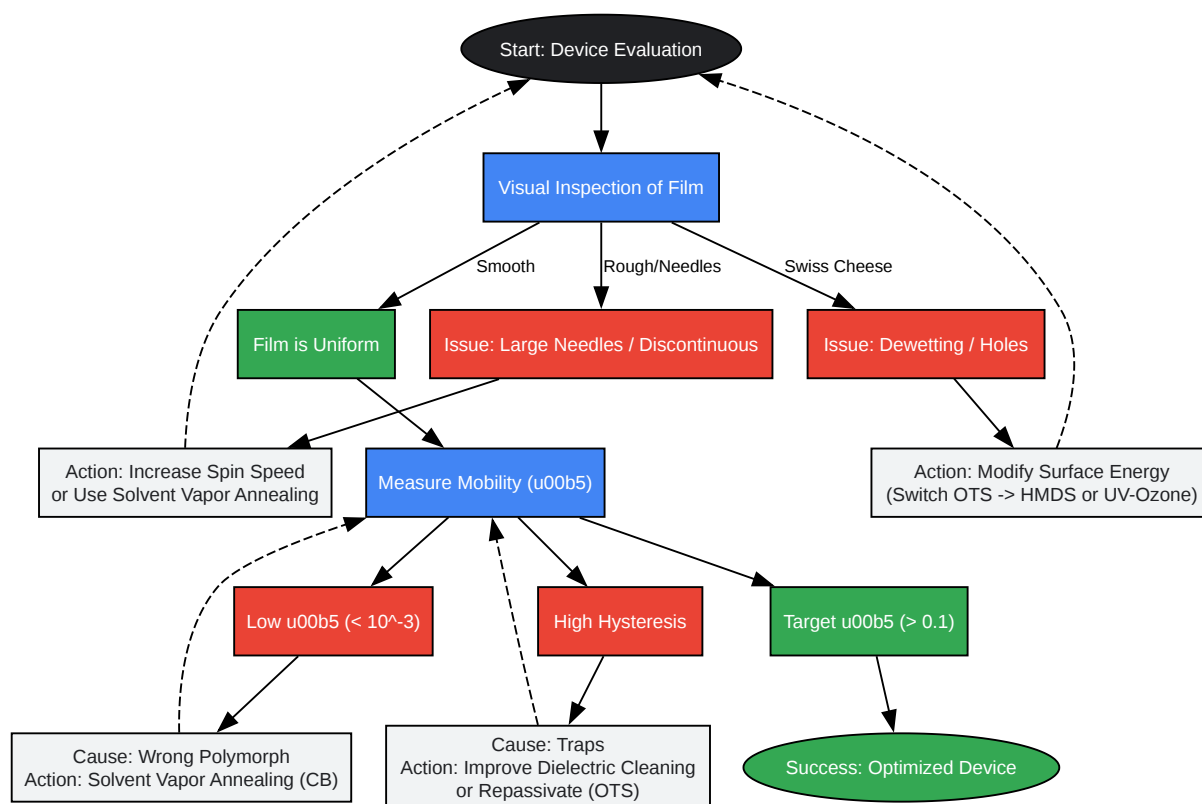 Start: Device Evaluation
Visual Inspection of Film
Smooth
Rough/Needles
Swiss Cheese
Film is Uniform
Issue: Large Needles / Discontinuous
Issue: Dewetting / Holes
Action: Increase Spin Speed
or Use Solvent Vapor Annealing
Measure Mobility (u00b5)
Action: Modify Surface Energy
(Switch OTS -> HMDS or UV-Ozone)
Low u00b5 (< 10^-3)
High Hysteresis
Target u00b5 (> 0.1)
Cause: Wrong Polymorph
Action: Solvent Vapor Annealing (CB)
Cause: Traps
Action: Improve Dielectric Cleaning
or Repassivate (OTS)
Success: Optimized Device